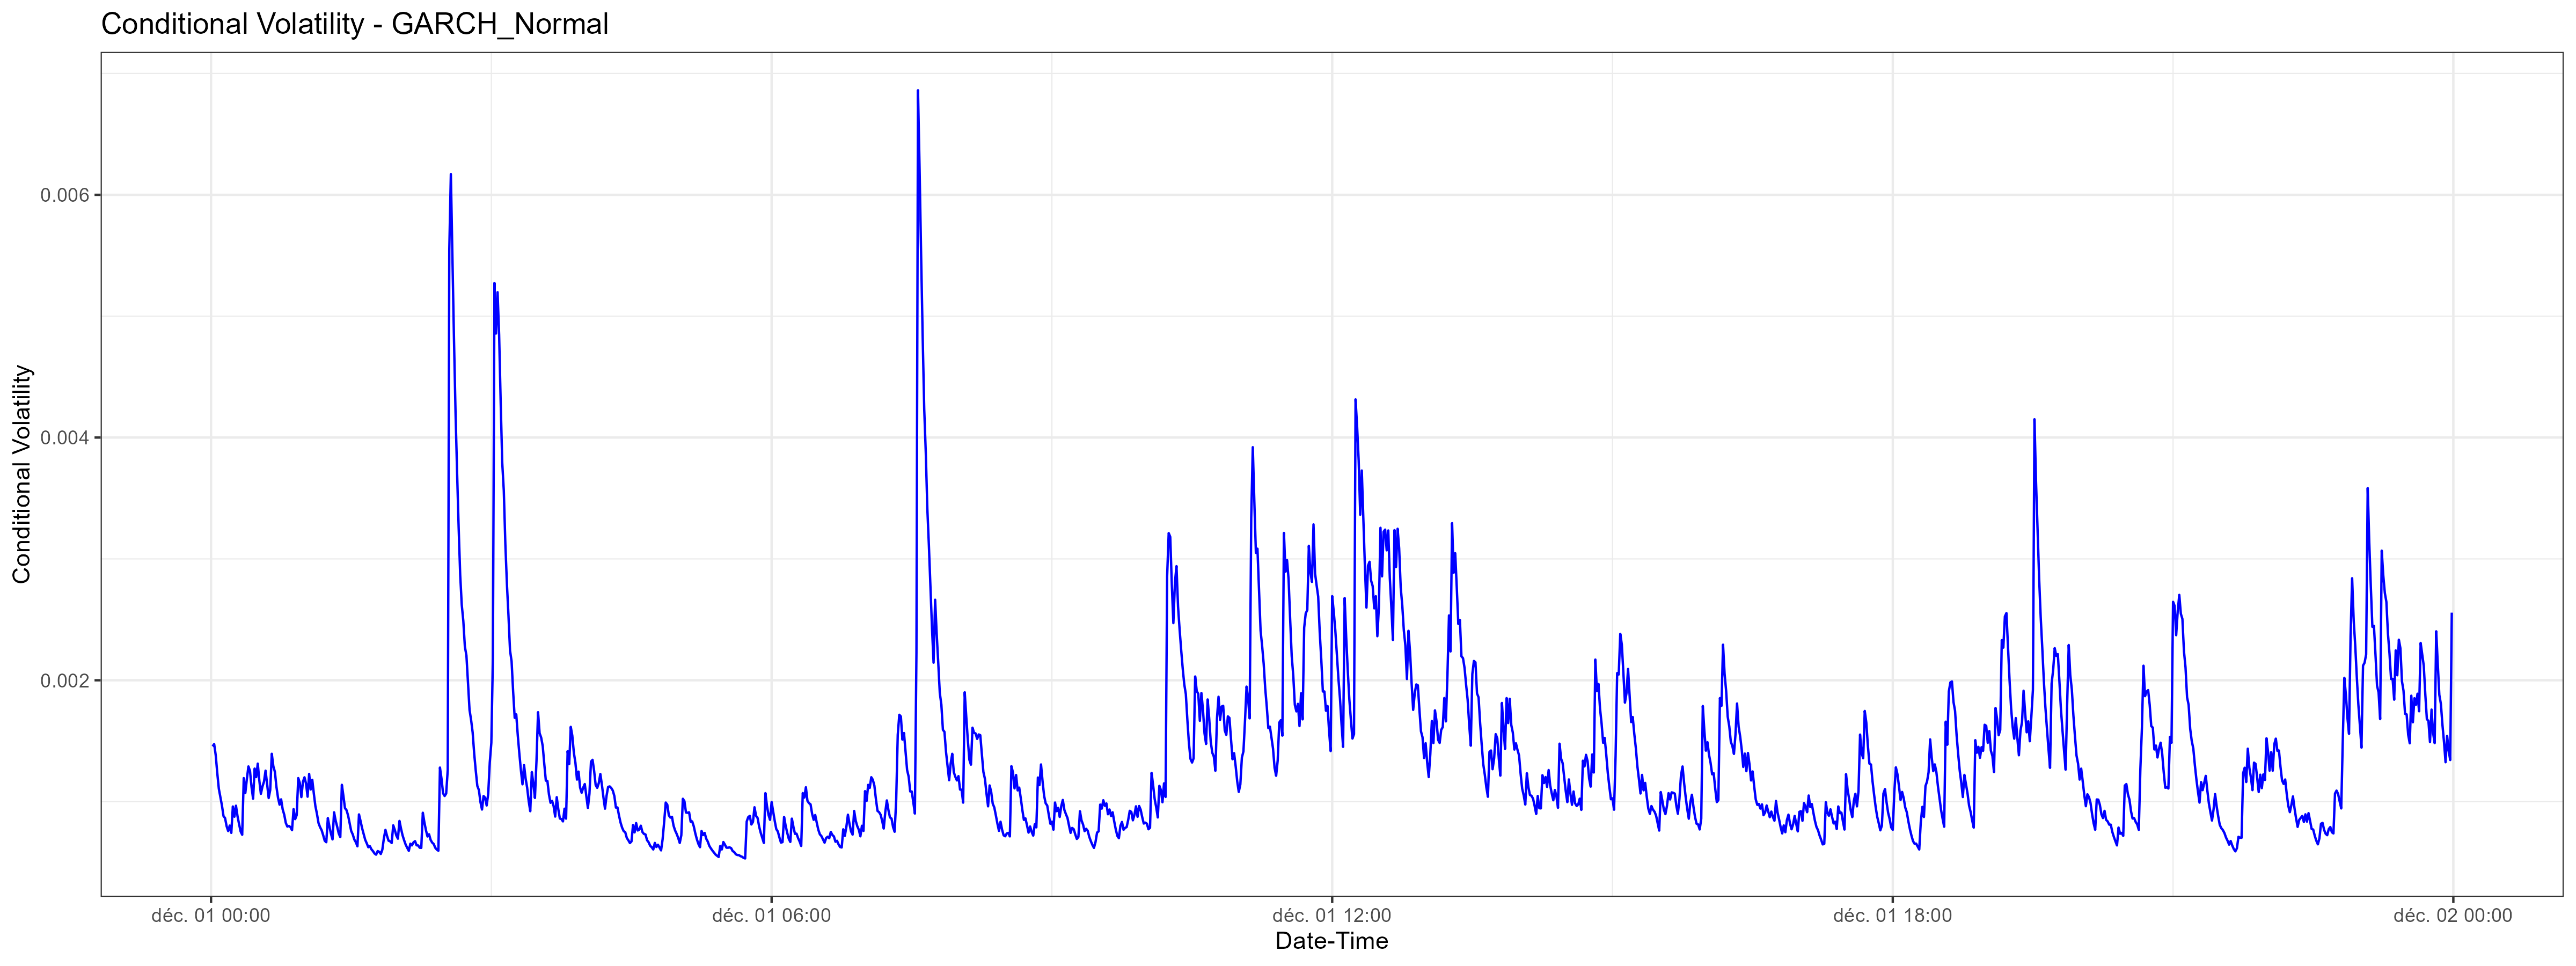 Conditional Volatility - GARCH_Normal
Conditional Volatility
0.006
0.004
0.002
déc. 01 00:00
déc. 01 06:00
déc. 01 12:00
déc. 01 18:00
déc. 02 00:00
Date-Time